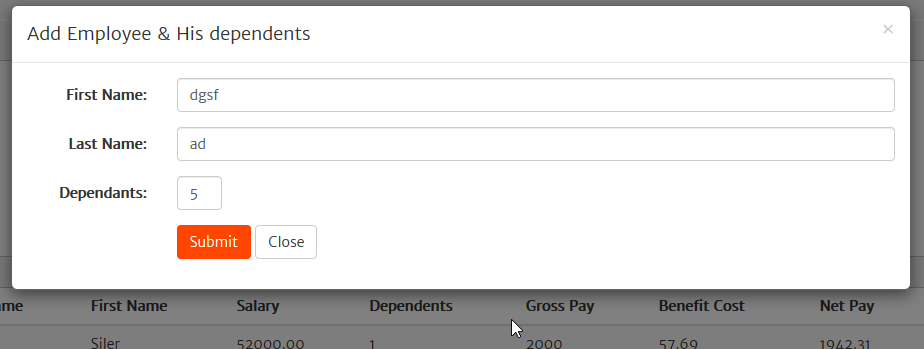 Add Employee & His dependents ×
First Name: dgsf
Last Name: ad
Dependants: 5
Submit Close
ame First Name Salary Dependents Gross Pay Benefit Cost Net Pay
Siler 52000.00 1 2000 57.69 1942.31